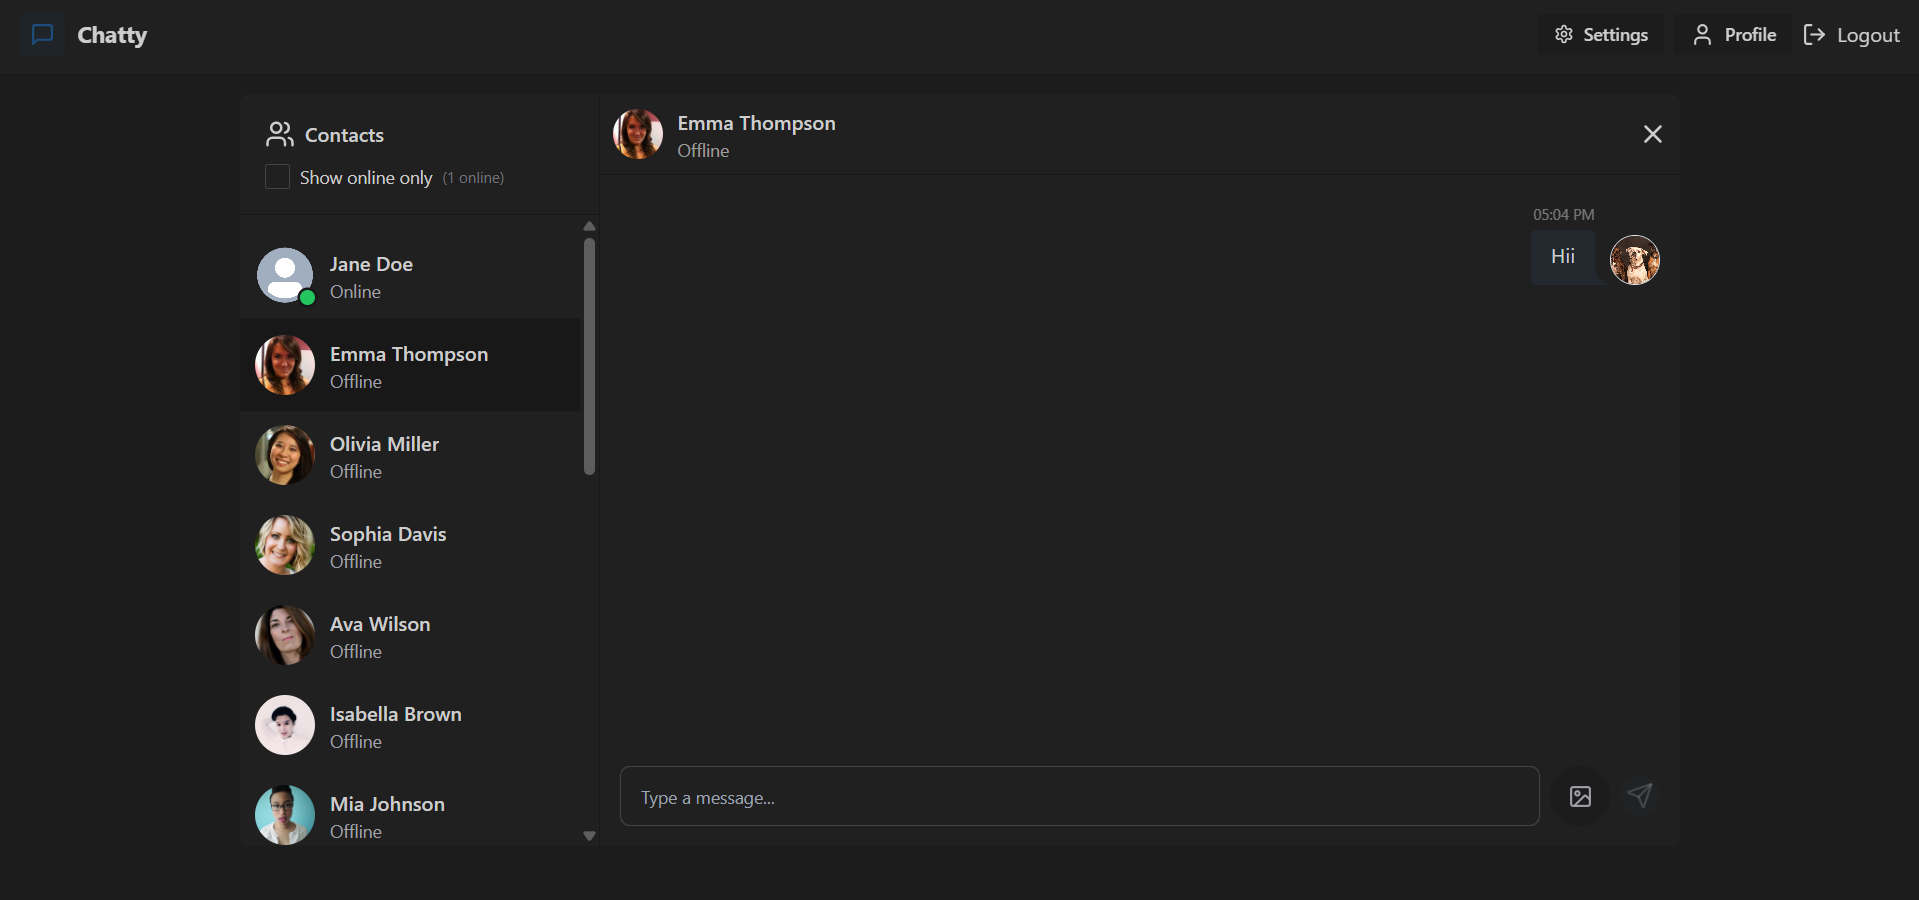 Chatty
Settings
Profile
Logout
Contacts
Show online only (1 online)
Jane Doe
Online
Emma Thompson
Offline
Olivia Miller
Offline
Sophia Davis
Offline
Ava Wilson
Offline
Isabella Brown
Offline
Mia Johnson
Offline
Emma Thompson
Offline
05:04 PM
Hii
Type a message...